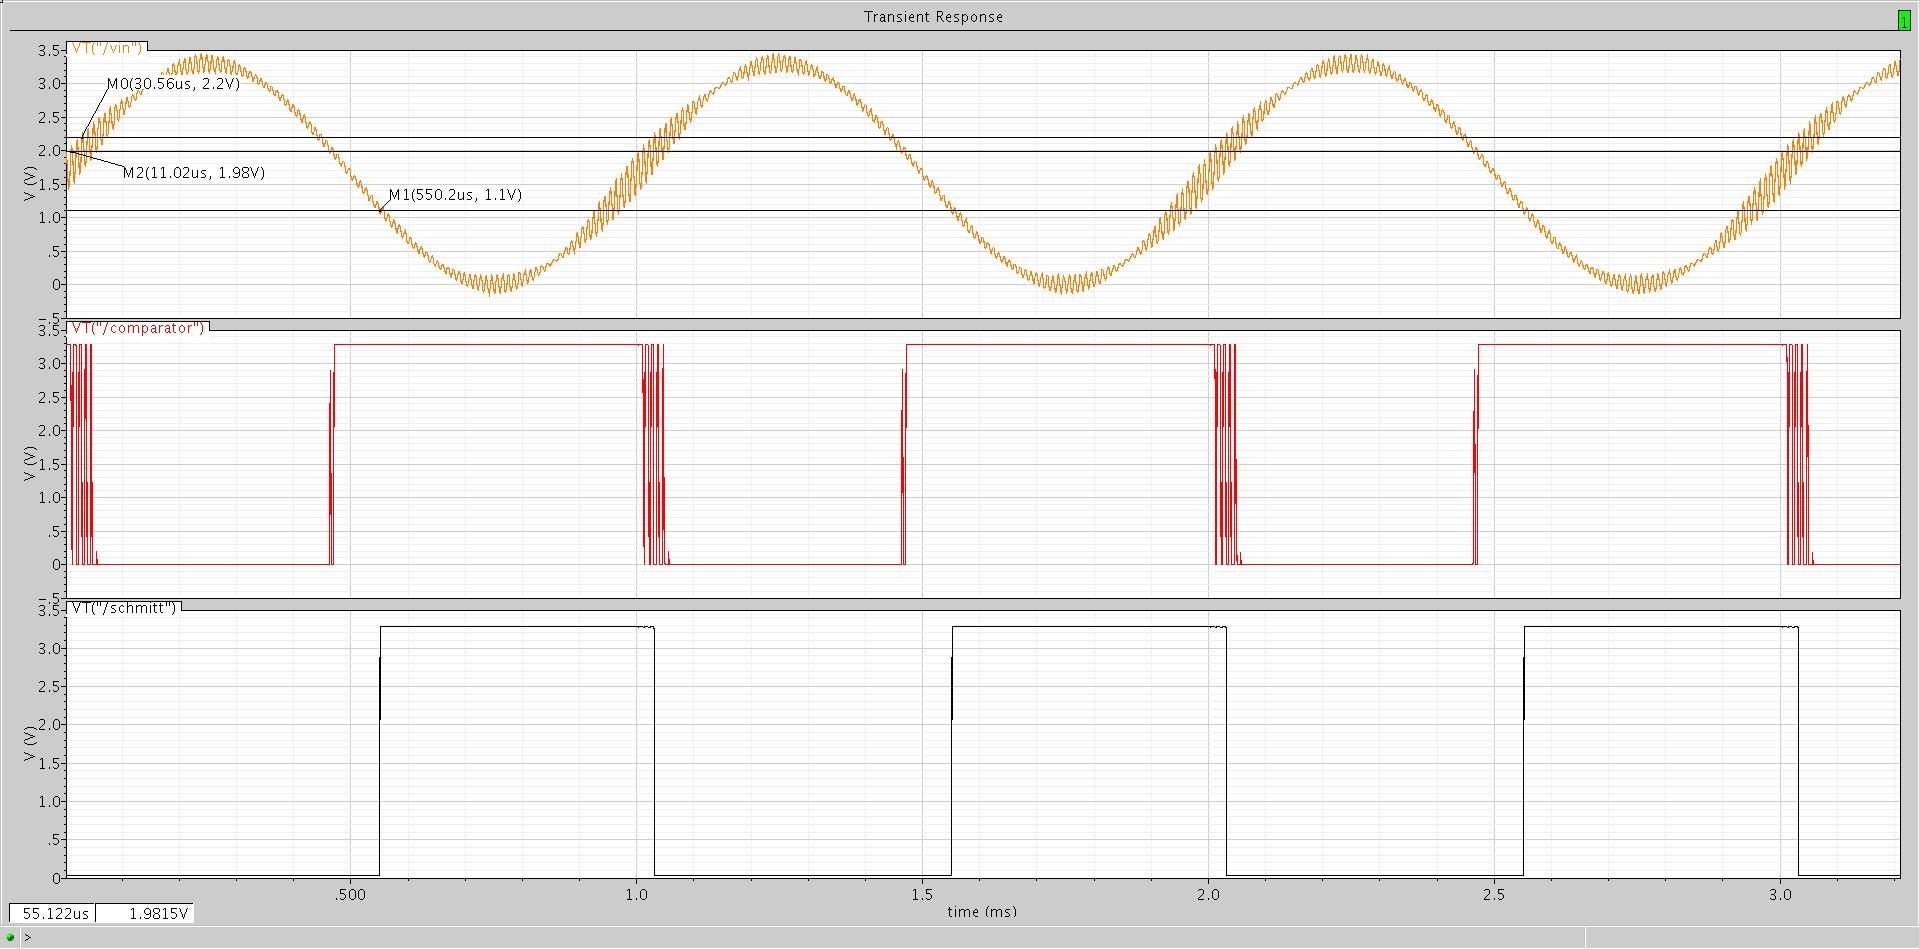 Transient Response
1
VT("/vin")
3.5
3.0
2.5
2.0
1.5
1.0
.5
0
-.5
V (V)
M0(30.56us, 2.2V)
M2(11.02us, 1.98V)
M1(550.2us, 1.1V)
VT("/comparator")
3.5
3.0
2.5
2.0
1.5
1.0
.5
0
-.5
V (V)
VT("/schmitt")
3.5
3.0
2.5
2.0
1.5
1.0
.5
0
V (V)
.500 1.0 1.5 2.0 2.5 3.0
time (ms)
55.122us 1.9815V
>